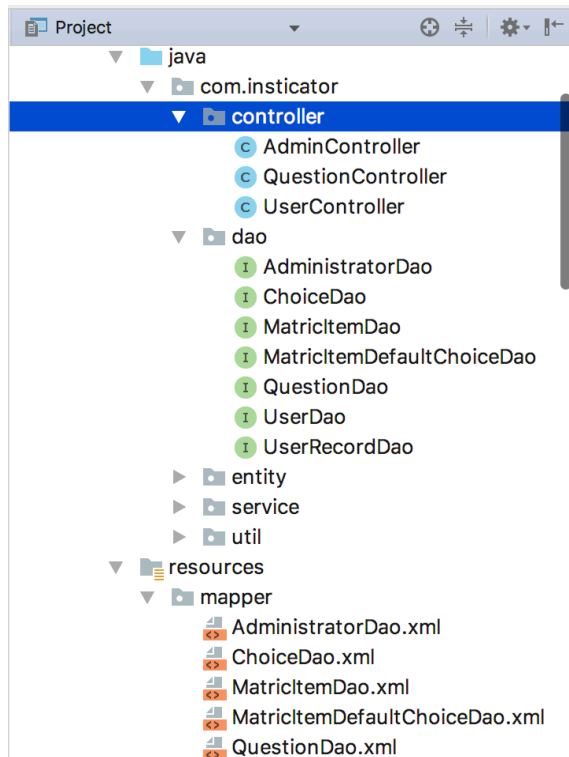 Project
java
com.insticator
controller
C AdminController
C QuestionController
C UserController
dao
I AdministratorDao
I ChoiceDao
I MatricItemDao
I MatricItemDefaultChoiceDao
I QuestionDao
I UserDao
I UserRecordDao
entity
service
util
resources
mapper
<> AdministratorDao.xml
<> ChoiceDao.xml
<> MatricItemDao.xml
<> MatricItemDefaultChoiceDao.xml
<> QuestionDao.xml